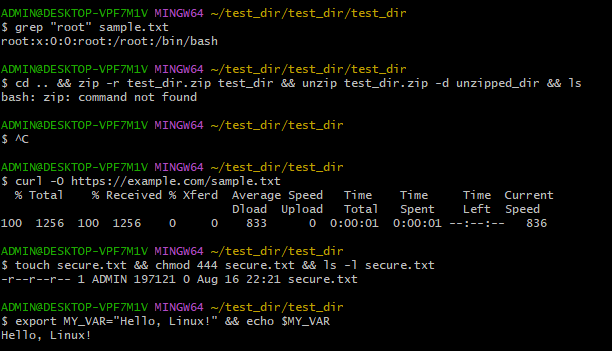 ADMIN@DESKTOP-VPF7M1V MINGW64 ~/test_dir/test_dir/test_dir
$ grep "root" sample.txt
root:x:0:0:root:/root:/bin/bash
ADMIN@DESKTOP-VPF7M1V MINGW64 ~/test_dir/test_dir/test_dir
$ cd .. && zip -r test_dir.zip test_dir && unzip test_dir.zip -d unzipped_dir && ls
bash: zip: command not found
ADMIN@DESKTOP-VPF7M1V MINGW64 ~/test_dir/test_dir
$ ^C
ADMIN@DESKTOP-VPF7M1V MINGW64 ~/test_dir/test_dir
$ curl -O https://example.com/sample.txt
  % Total    % Received % Xferd  Average Speed   Time    Time     Time  Current
                                 Dload  Upload   Total   Spent    Left  Speed
100  1256  100  1256    0     0    833      0  0:00:01  0:00:01 --:--:--   836
ADMIN@DESKTOP-VPF7M1V MINGW64 ~/test_dir/test_dir
$ touch secure.txt && chmod 444 secure.txt && ls -l secure.txt
-r--r--r-- 1 ADMIN 197121 0 Aug 16 22:21 secure.txt
ADMIN@DESKTOP-VPF7M1V MINGW64 ~/test_dir/test_dir
$ export MY_VAR="Hello, Linux!" && echo $MY_VAR
Hello, Linux!